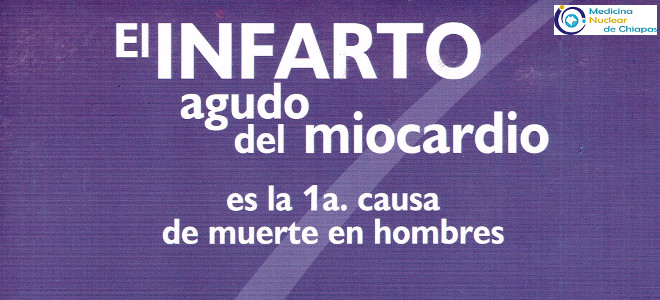 El INFARTO
agudo
del miocardio
es la 1a. causa
de muerte en hombres
Medicina
Nuclear
de Chiapas